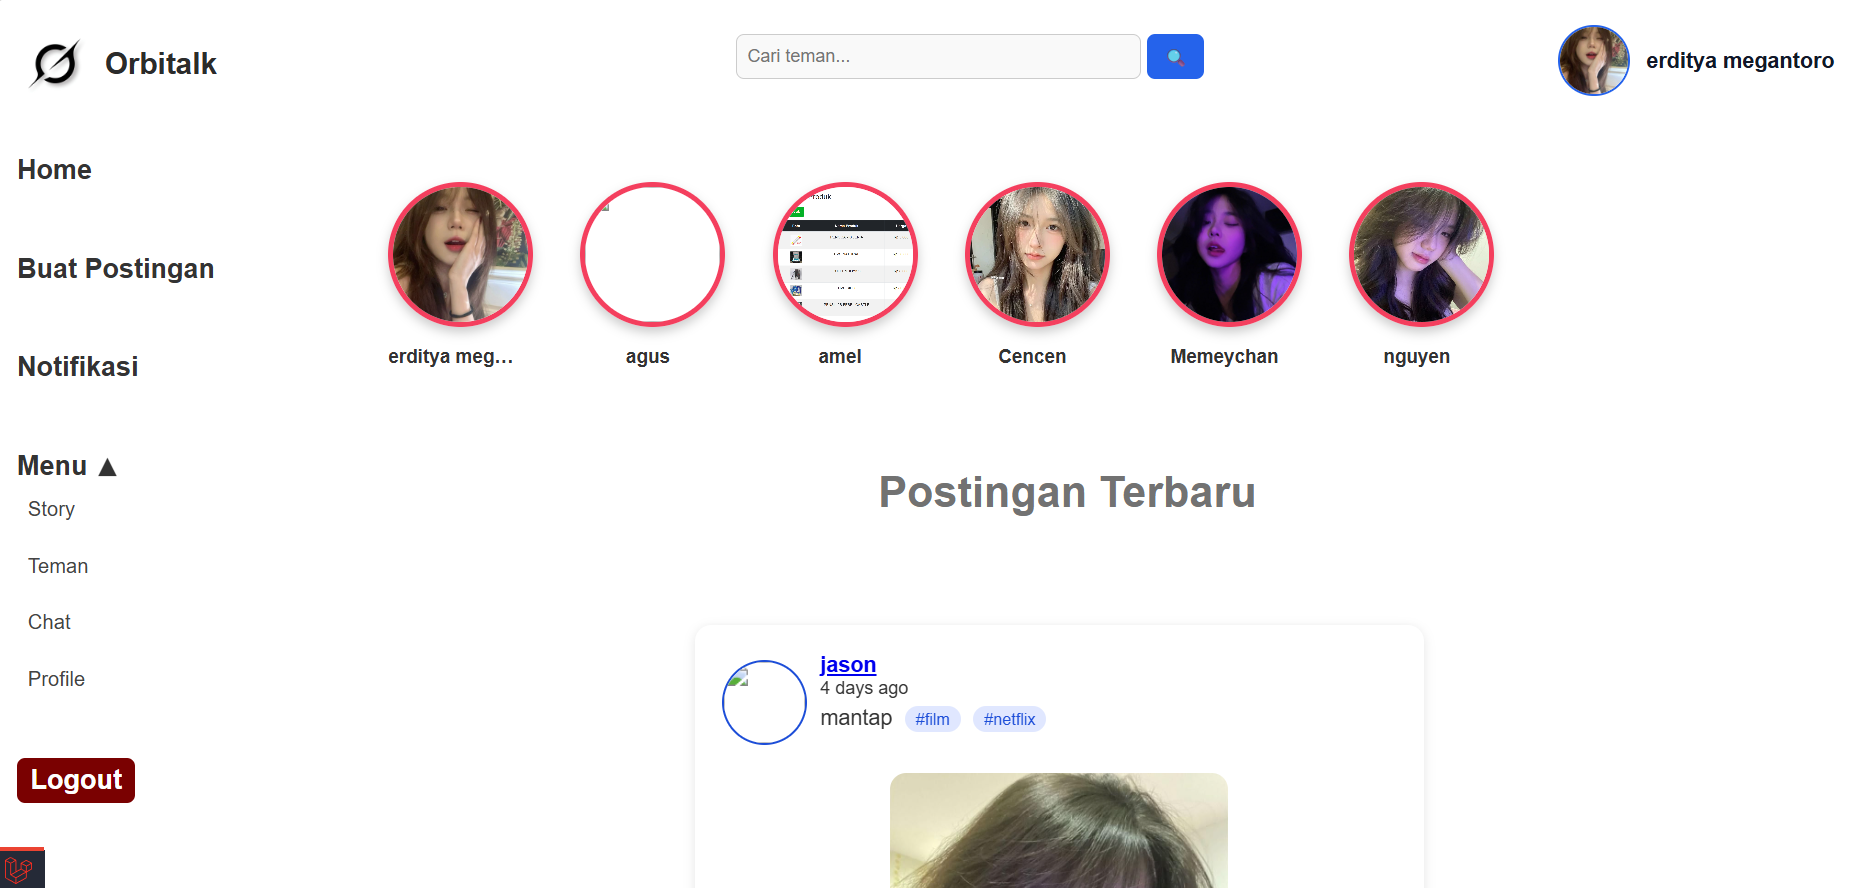 Orbitalk
Cari teman...
erditya megantoro
Home
Buat Postingan
Notifikasi
Menu ▲
Story
Teman
Chat
Profile
Logout
erditya meg...
agus
amel
Cencen
Memeychan
nguyen
Postingan Terbaru
jason
4 days ago
mantap #film #netflix